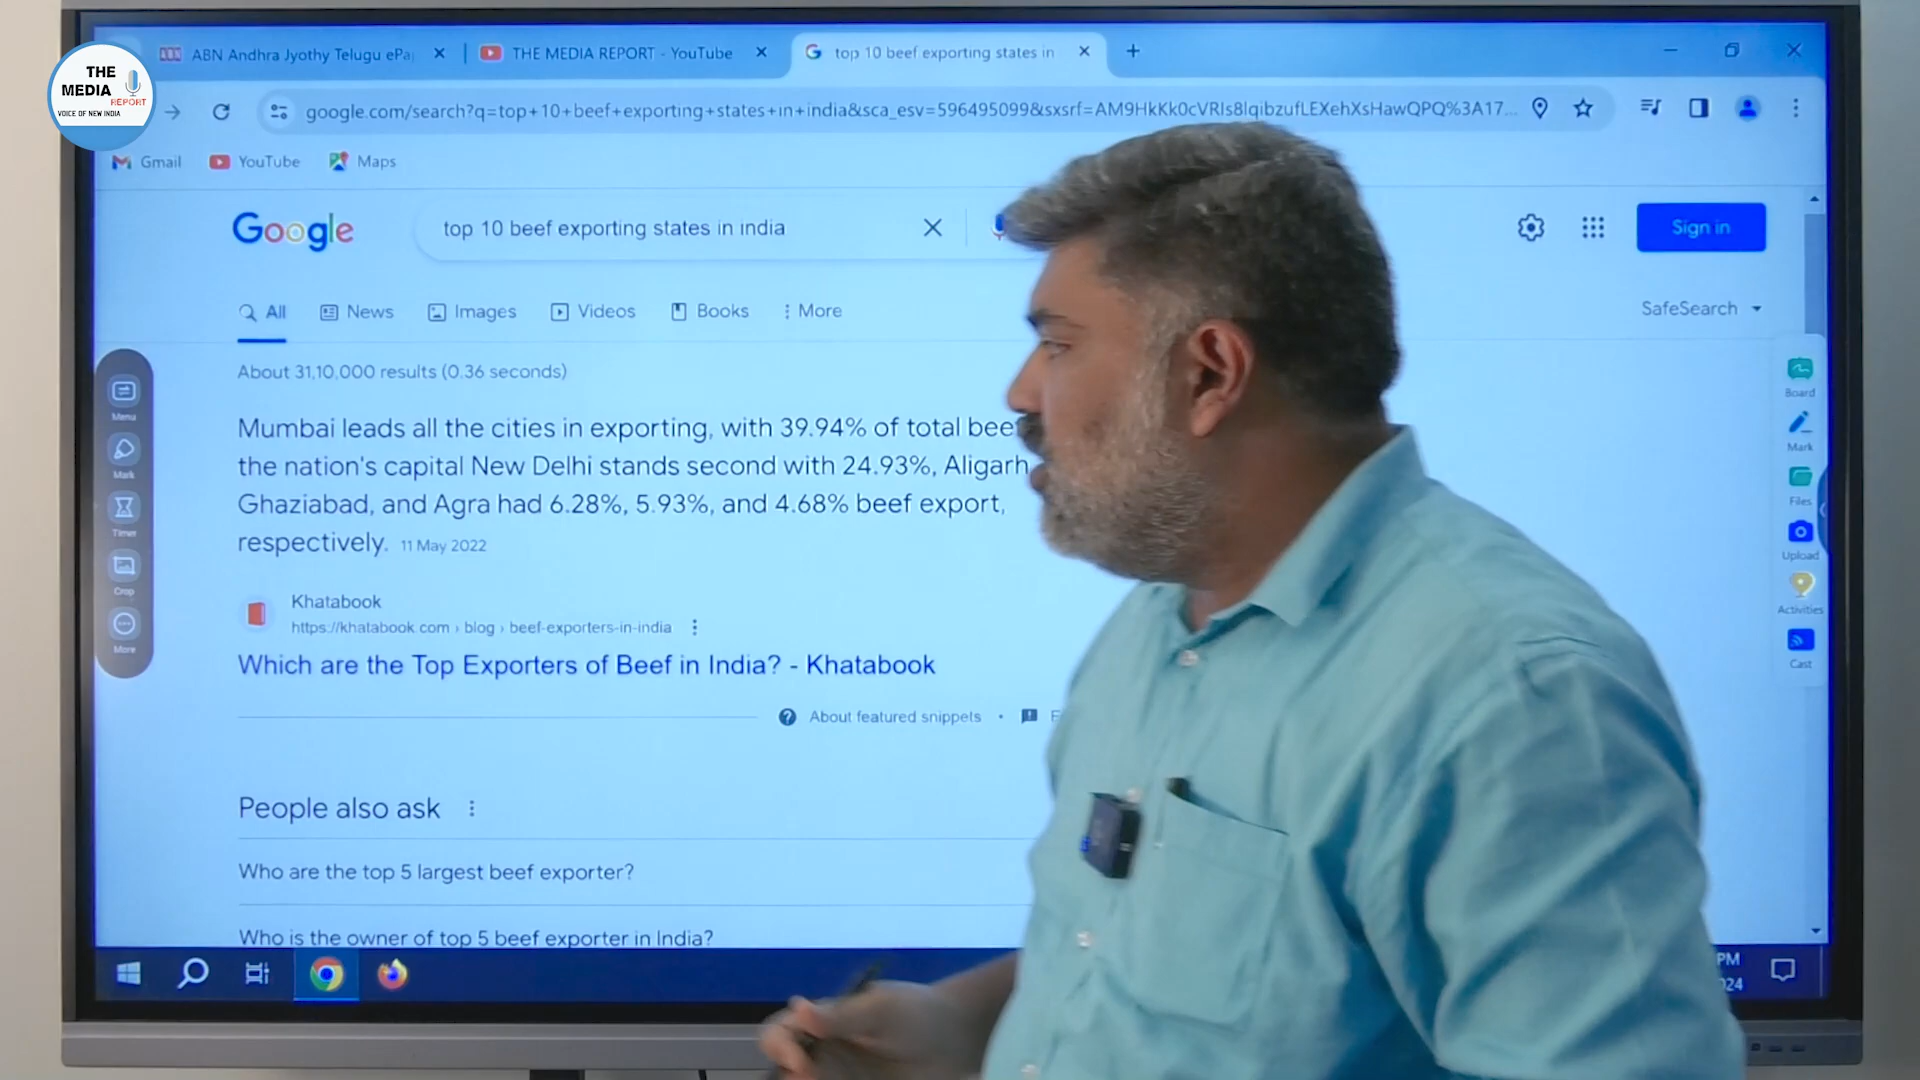 THE
MEDIA
REPORT
VOICE OF NEW INDIA
ABN Andhra Jyothy Telugu ePa
THE MEDIA REPORT - YouTube
top 10 beef exporting states in
google.com/search?q=top+10+beef+exporting+states+in+india&sca_esv=596495099&sxsrf=AM9HkKk0cVRIs8lqibzufLEXehXsHawQPQ%3A17...
Gmail
YouTube
Maps
Google
top 10 beef exporting states in india
Sign in
All
News
Images
Videos
Books
More
SafeSearch
About 31,10,000 results (0.36 seconds)
Mumbai leads all the cities in exporting, with 39.94% of total bee
the nation's capital New Delhi stands second with 24.93%, Aligarh
Ghaziabad, and Agra had 6.28%, 5.93%, and 4.68% beef export,
respectively. 11 May 2022
Khatabook
https://khatabook.com › blog › beef-exporters-in-india
Which are the Top Exporters of Beef in India? - Khatabook
About featured snippets
People also ask
Who are the top 5 largest beef exporter?
Who is the owner of top 5 beef exporter in India?
Menu
Mark
Timer
Crop
More
Board
Mark
Files
Upload
Activities
Cast
PM
024